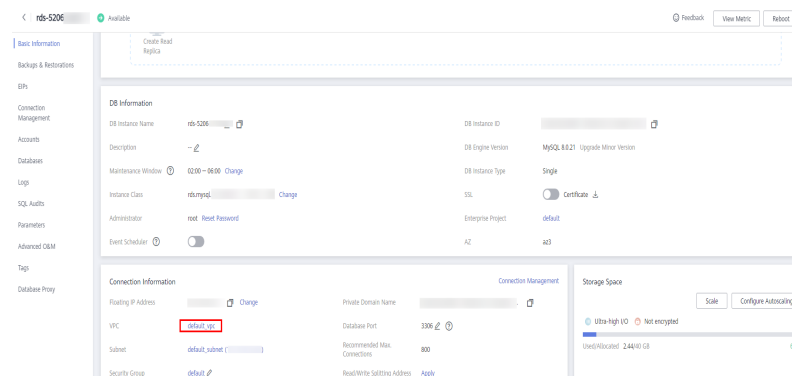 rds-5206
Available
Feedback
View Metric
Reboot
Basic Information
Backups & Restorations
EIPs
Connection
Management
Accounts
Databases
Logs
SQL Audits
Parameters
Advanced O&M
Tags
Database Proxy
Create Read
Replica
DB Information
DB Instance Name rds-5206
DB Instance ID
Description --
DB Engine Version MySQL 8.0.21 Upgrade Minor Version
Maintenance Window 02:00 – 06:00 Change
DB Instance Type Single
Instance Class rds.mysql. Change
SSL Certificate
Administrator root Reset Password
Enterprise Project default
Event Scheduler
AZ az3
Connection Information
Connection Management
Floating IP Address Change
Private Domain Name
VPC default_vpc
Database Port 3306
Subnet default_subnet ( )
Recommended Max.
Connections
800
Security Group default
Read/Write Splitting Address Apply
Storage Space
Scale
Configure Autoscaling
Ultra-high I/O Not encrypted
Used/Allocated 2.44/40 GB